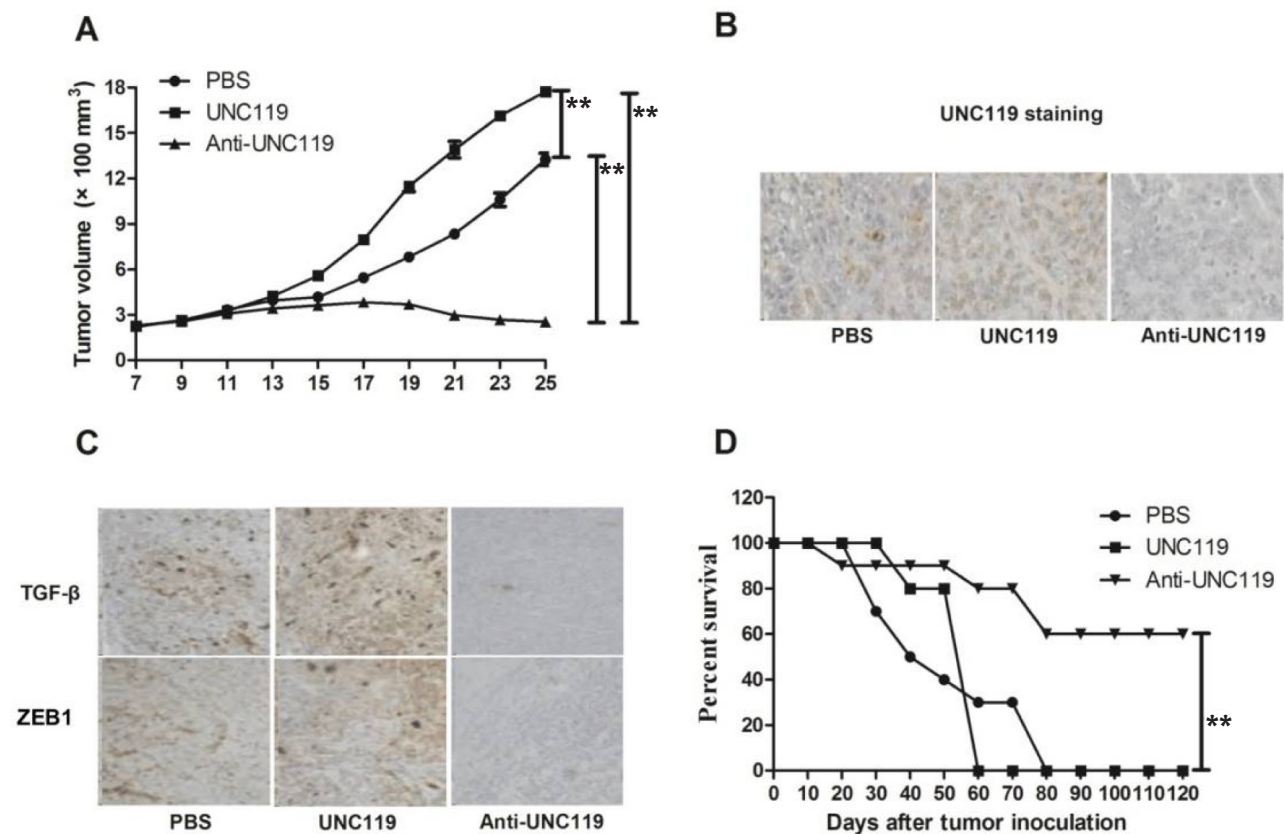 A
PBS
UNC119
Anti-UNC119
Tumor volume (× 100 mm³)
18
15
12
9
6
3
0
7 9 11 13 15 17 19 21 23 25
**
**
**
B
UNC119 staining
PBS UNC119 Anti-UNC119
C
TGF-β
ZEB1
PBS UNC119 Anti-UNC119
D
PBS
UNC119
Anti-UNC119
Percent survival
120
100
80
60
40
20
0
0 10 20 30 40 50 60 70 80 90 100 110 120
**
Days after tumor inoculation